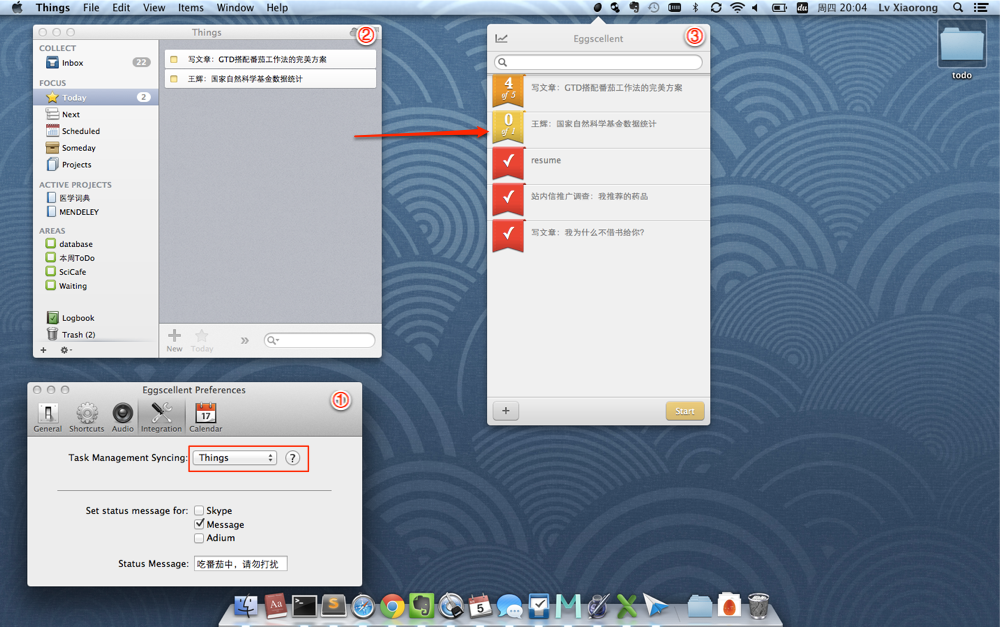 Things File Edit View Items Window Help
周四 20:04 Lv Xiaorong
Things
②
COLLECT
Inbox 22
FOCUS
Today 2
Next
Scheduled
Someday
Projects
ACTIVE PROJECTS
医学词典
MENDELEY
AREAS
database
本周ToDo
SciCafe
Waiting
Logbook
Trash (2)
写文章：GTD搭配番茄工作法的完美方案
王辉：国家自然科学基金数据统计
New Today
Eggscellent
③
4 of 5 写文章：GTD搭配番茄工作法的完美方案
0 of 1 王辉：国家自然科学基金数据统计
resume
站内信推广调查：我推荐的药品
写文章：我为什么不借书给你?
+ Start
todo
Eggscellent Preferences
①
General Shortcuts Audio Integration Calendar
17
Task Management Syncing: Things ?
Set status message for: Skype
Message
Adium
Status Message: 吃番茄中，请勿打扰
Aa
S
5